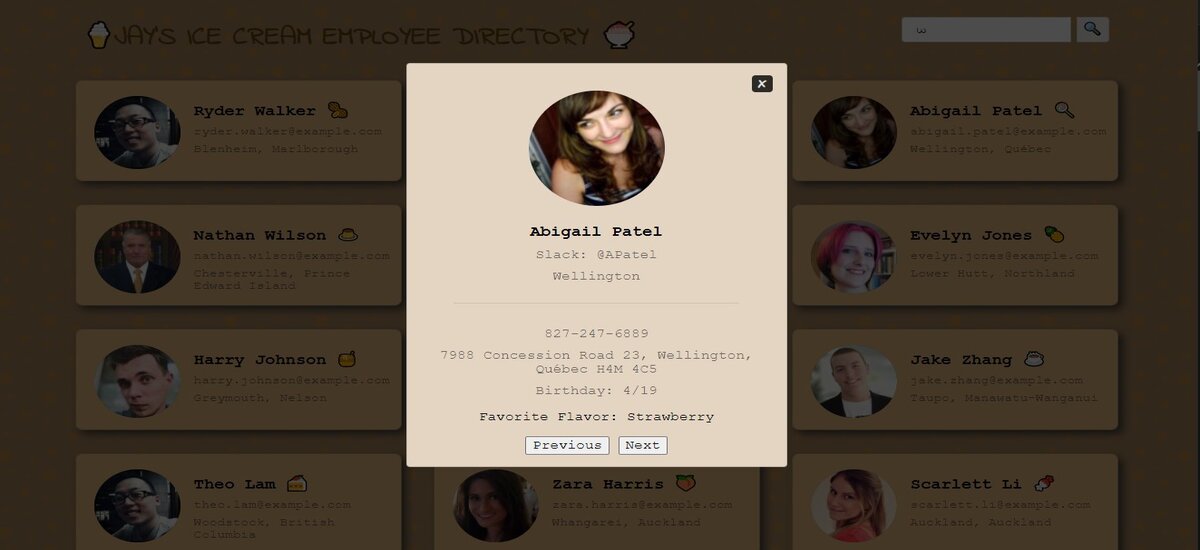 JAY'S ICE CREAM EMPLOYEE DIRECTORY
Ryder Walker
ryder.walker@example.com
Blenheim, Marlborough
Abigail Patel
abigail.patel@example.com
Wellington, Québec
Nathan Wilson
nathan.wilson@example.com
Chesterville, Prince
Edward Island
Evelyn Jones
evelyn.jones@example.com
Lower Hutt, Northland
Harry Johnson
harry.johnson@example.com
Greymouth, Nelson
Jake Zhang
jake.zhang@example.com
Taupo, Manawatu-Wanganui
Theo Lam
theo.lam@example.com
Woodstock, British
Columbia
Zara Harris
zara.harris@example.com
Whangarei, Auckland
Scarlett Li
scarlett.li@example.com
Auckland, Auckland
x
Abigail Patel
Slack: @APatel
Wellington
827-247-6889
7988 Concession Road 23, Wellington,
Québec H4M 4C5
Birthday: 4/19
Favorite Flavor: Strawberry
Previous Next